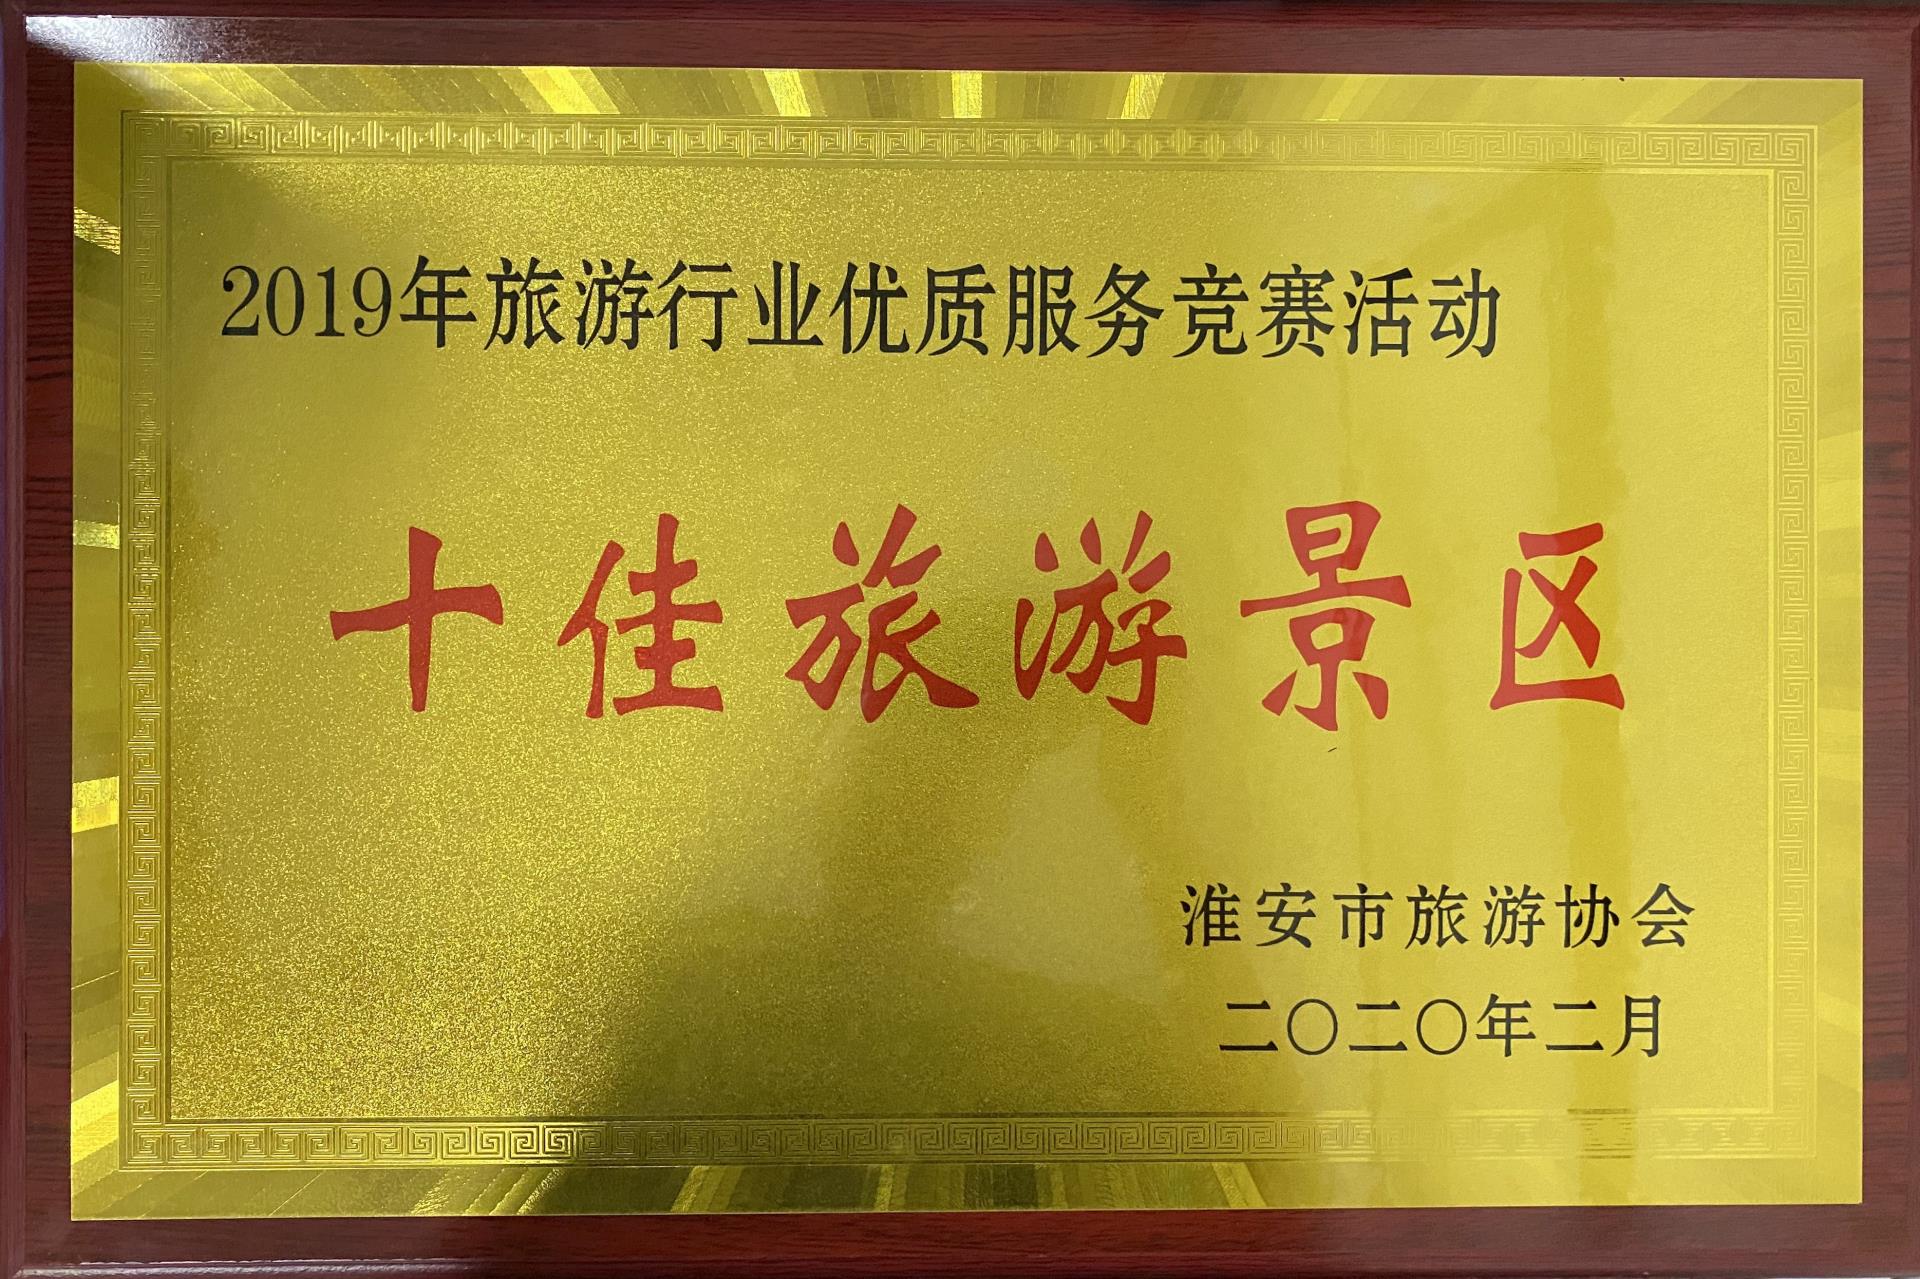 2019年旅游行业优质服务竞赛活动
十佳旅游景区
淮安市旅游协会
二〇二〇年二月